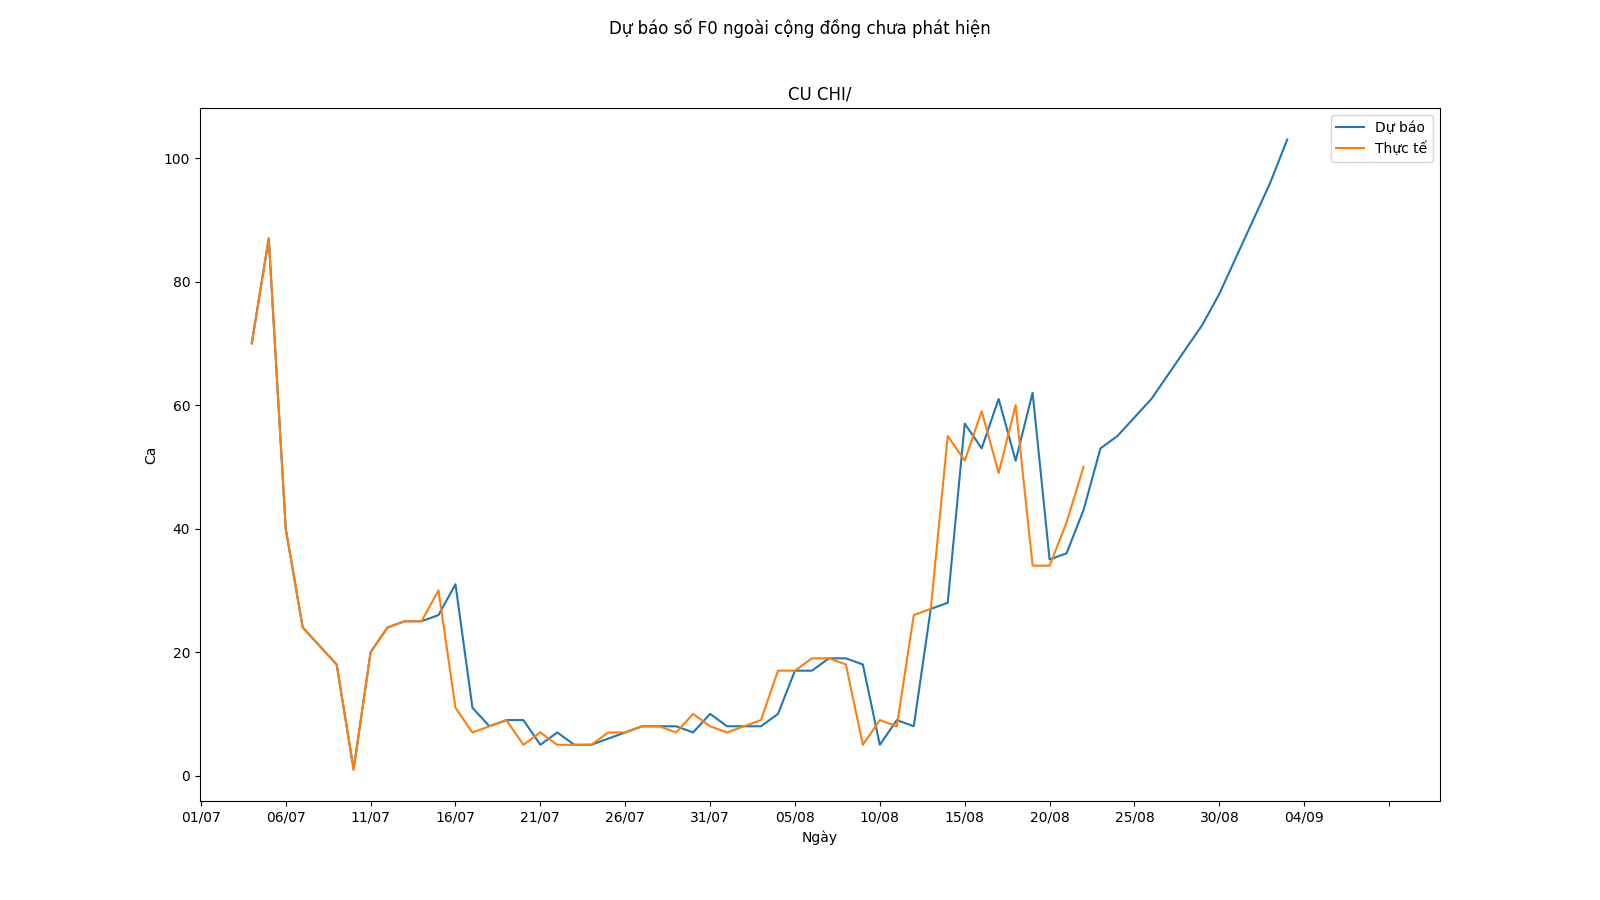 Dự báo số F0 ngoài cộng đồng chưa phát hiện
CU CHI/
Dự báo
Thực tế
100
80
60
40
20
0
Ca
01/07 06/07 11/07 16/07 21/07 26/07 31/07 05/08 10/08 15/08 20/08 25/08 30/08 04/09
Ngày